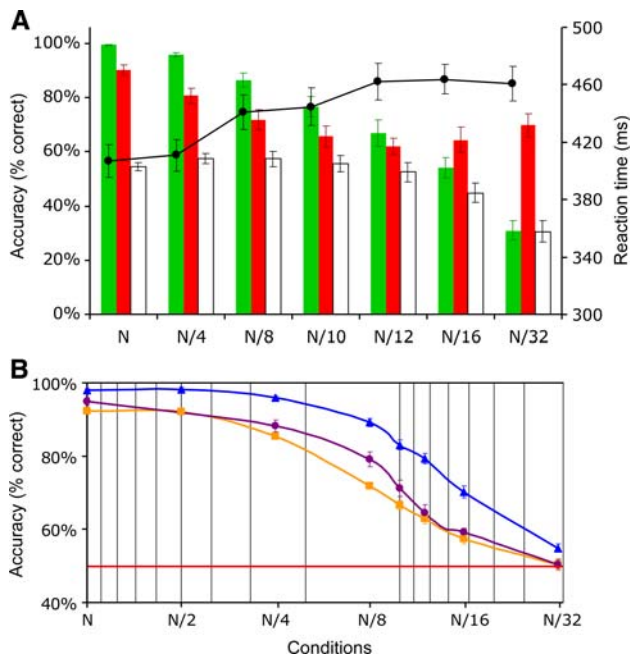 A
Accuracy (% correct)
100%
80%
60%
40%
20%
0%
500
460
420
380
340
300
Reaction time (ms)
N N/4 N/8 N/10 N/12 N/16 N/32
B
Accuracy (% correct)
100%
80%
60%
40%
N N/2 N/4 N/8 N/16 N/32
Conditions